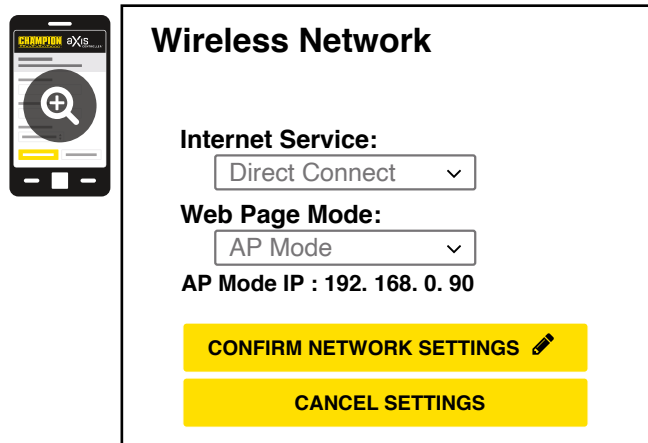 CHAMPION aXis
CONTROLLER
Wireless Network
Internet Service:
Direct Connect
Web Page Mode:
AP Mode
AP Mode IP : 192. 168. 0. 90
CONFIRM NETWORK SETTINGS
CANCEL SETTINGS